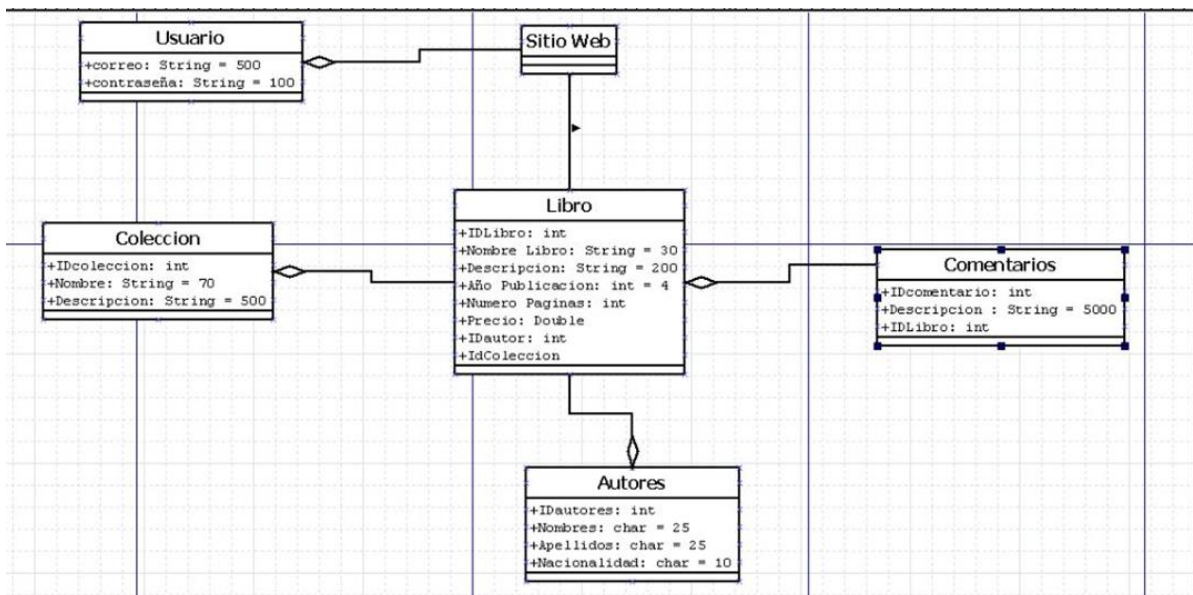 Usuario
+correo: String = 500
+contraseña: String = 100
Sitio Web
Coleccion
+IDcoleccion: int
+Nombre: String = 70
+Descripcion: String = 500
Libro
+IDLibro: int
+Nombre Libro: String = 30
+Descripcion: String = 200
+Año Publicacion: int = 4
+Numero Paginas: int
+Precio: Double
+IDautor: int
+IdColeccion
Comentarios
+IDcomentario: int
+Descripcion : String = 5000
+IDLibro: int
Autores
+IDautores: int
+Nombres: char = 25
+Apellidos: char = 25
+Nacionalidad: char = 10